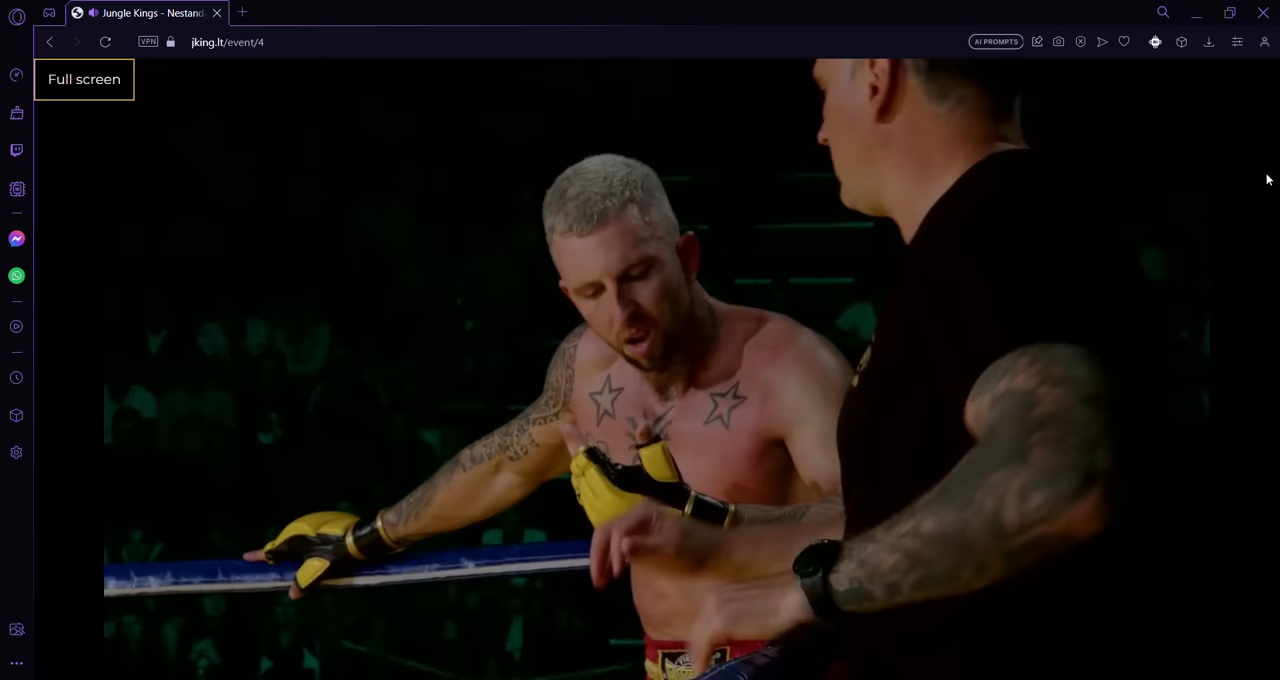 Jungle Kings - Nestand
VPN
jking.lt/event/4
AI PROMPTS
Full screen